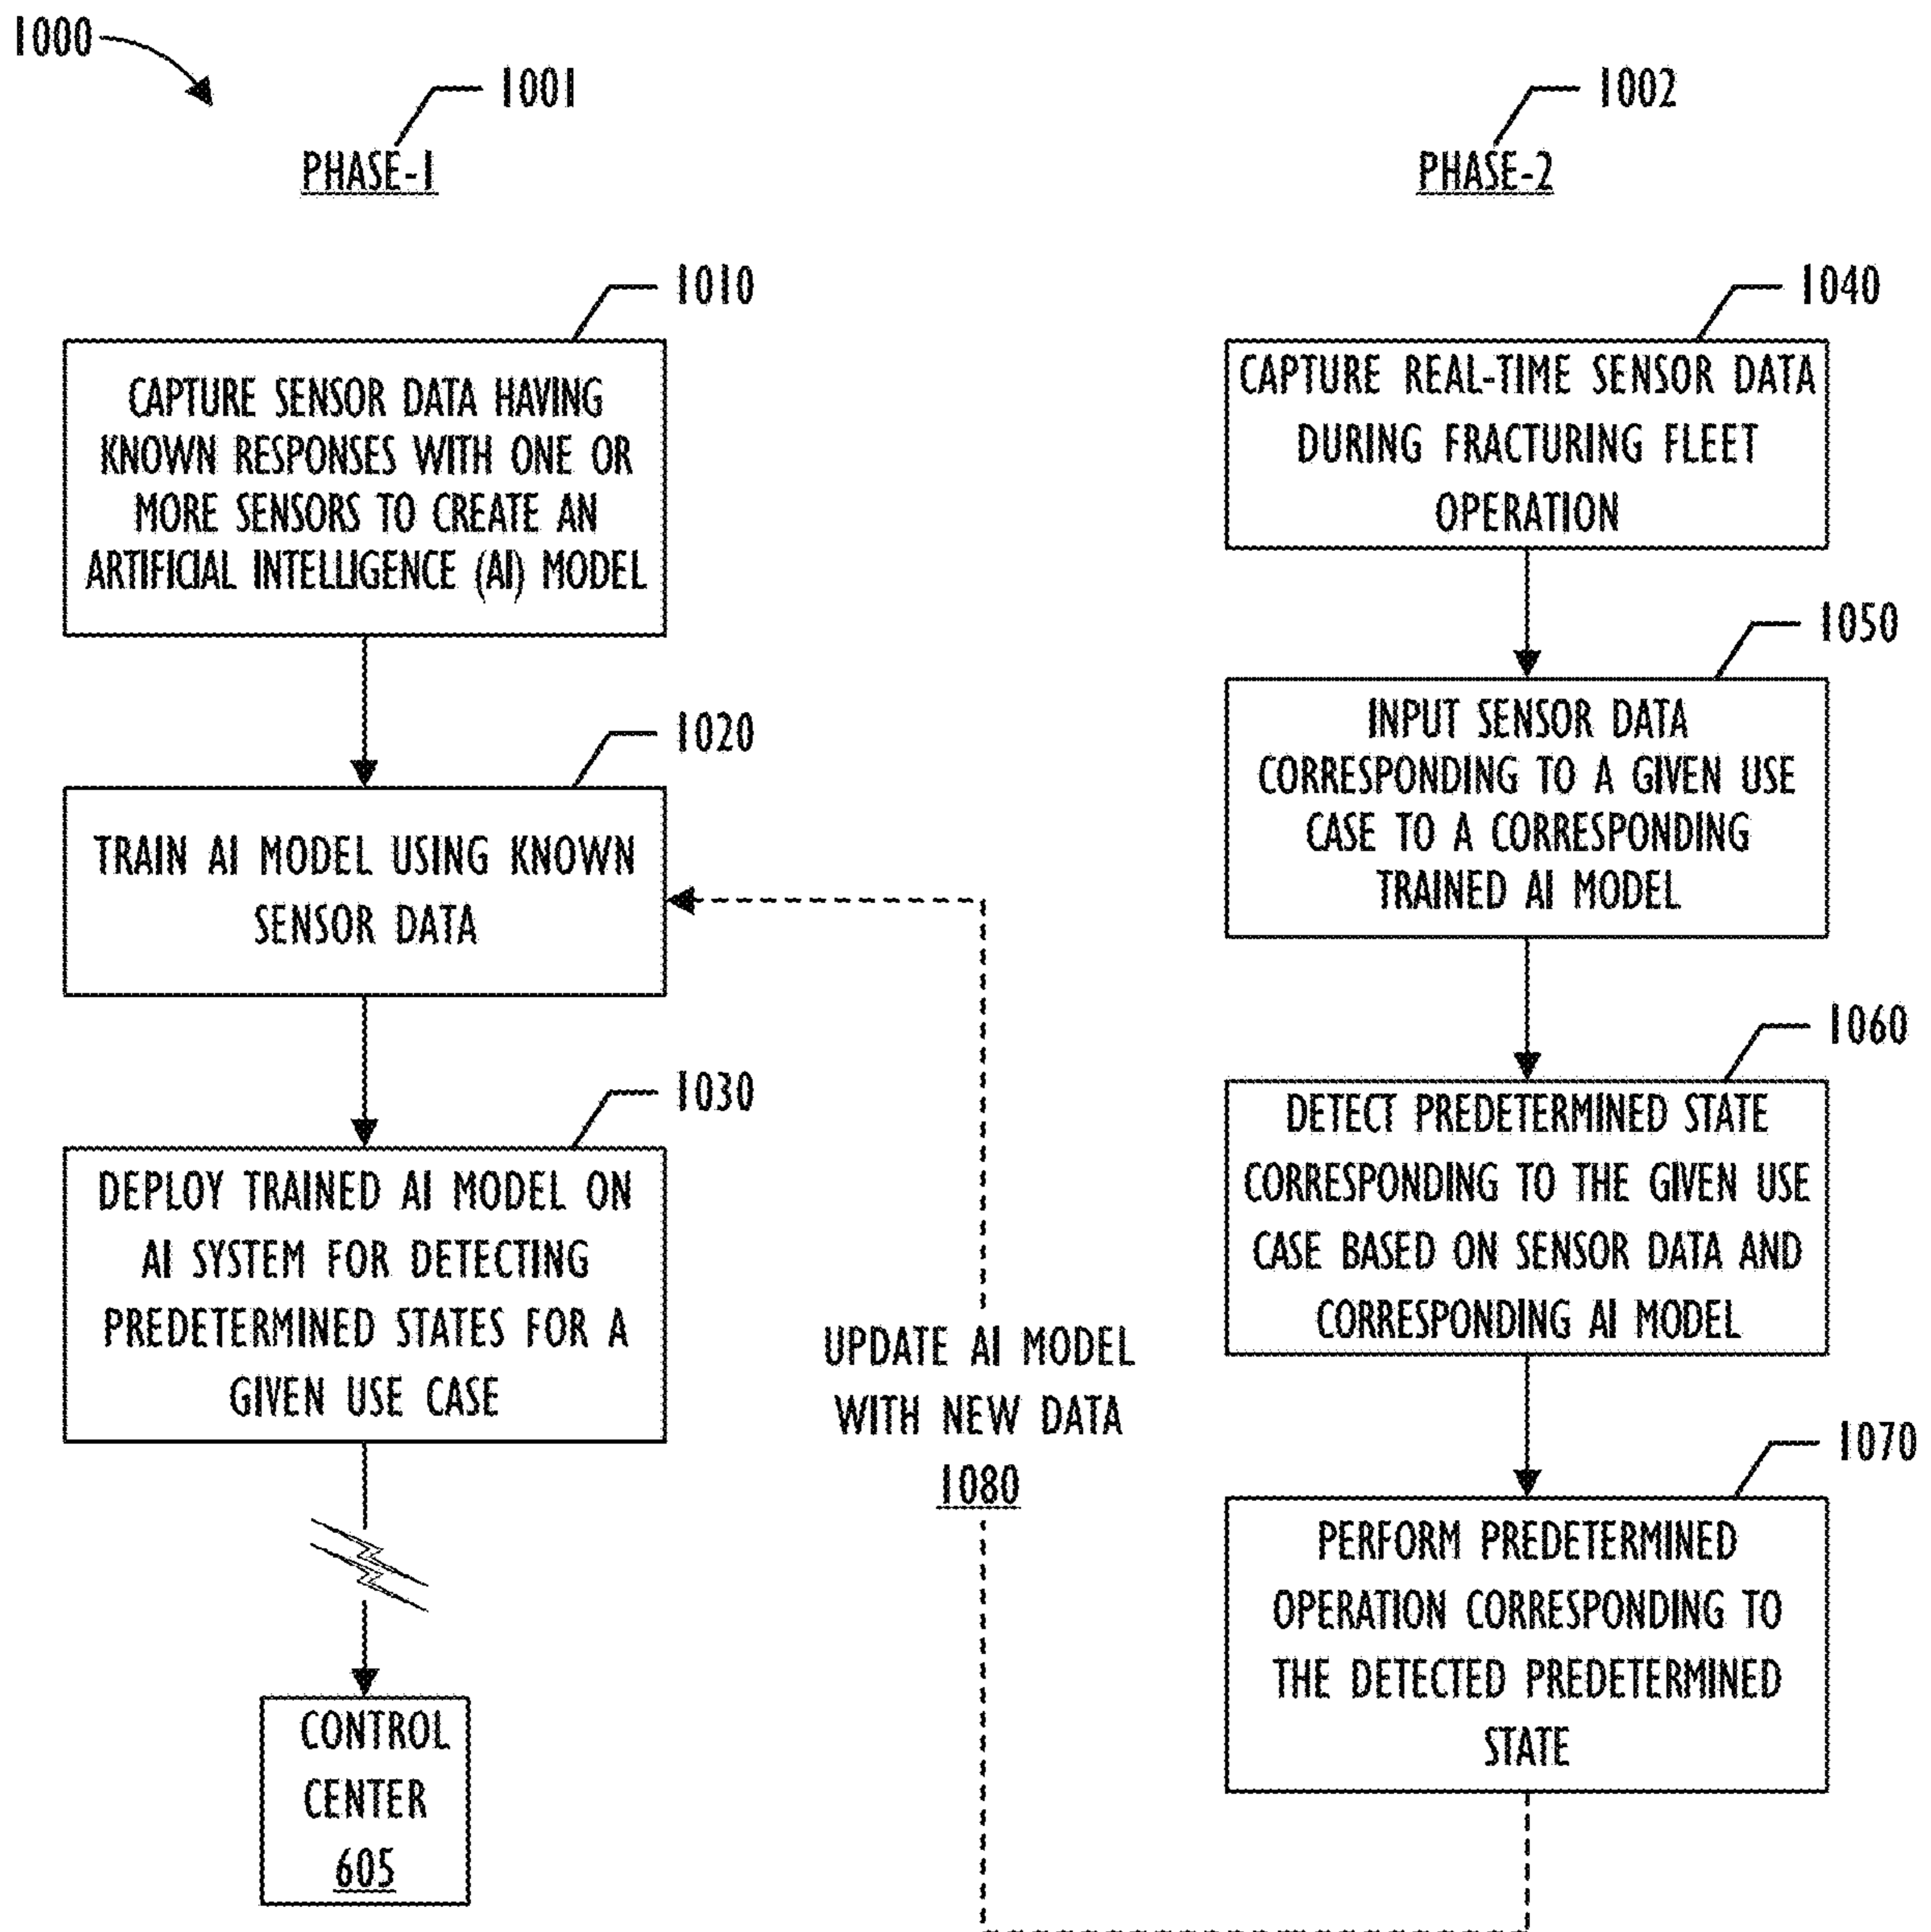 1000
1001
PHASE-1
1010
CAPTURE SENSOR DATA HAVING
KNOWN RESPONSES WITH ONE OR
MORE SENSORS TO CREATE AN
ARTIFICIAL INTELLIGENCE (AI) MODEL
1020
TRAIN AI MODEL USING KNOWN
SENSOR DATA
1030
DEPLOY TRAINED AI MODEL ON
AI SYSTEM FOR DETECTING
PREDETERMINED STATES FOR A
GIVEN USE CASE
CONTROL
CENTER
605
UPDATE AI MODEL
WITH NEW DATA
1080
1002
PHASE-2
1040
CAPTURE REAL-TIME SENSOR DATA
DURING FRACTURING FLEET
OPERATION
1050
INPUT SENSOR DATA
CORRESPONDING TO A GIVEN USE
CASE TO A CORRESPONDING
TRAINED AI MODEL
1060
DETECT PREDETERMINED STATE
CORRESPONDING TO THE GIVEN USE
CASE BASED ON SENSOR DATA AND
CORRESPONDING AI MODEL
1070
PERFORM PREDETERMINED
OPERATION CORRESPONDING TO
THE DETECTED PREDETERMINED
STATE